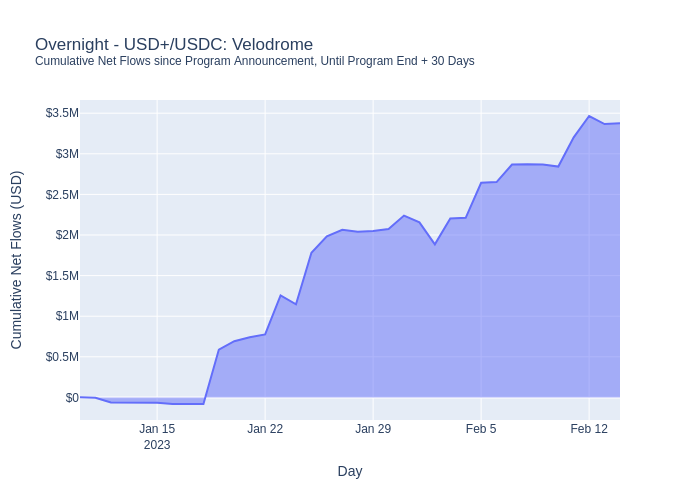 Overnight - USD+/USDC: Velodrome
Cumulative Net Flows since Program Announcement, Until Program End + 30 Days
Cumulative Net Flows (USD)
$3.5M
$3M
$2.5M
$2M
$1.5M
$1M
$0.5M
$0
Jan 15
2023
Jan 22
Jan 29
Feb 5
Feb 12
Day